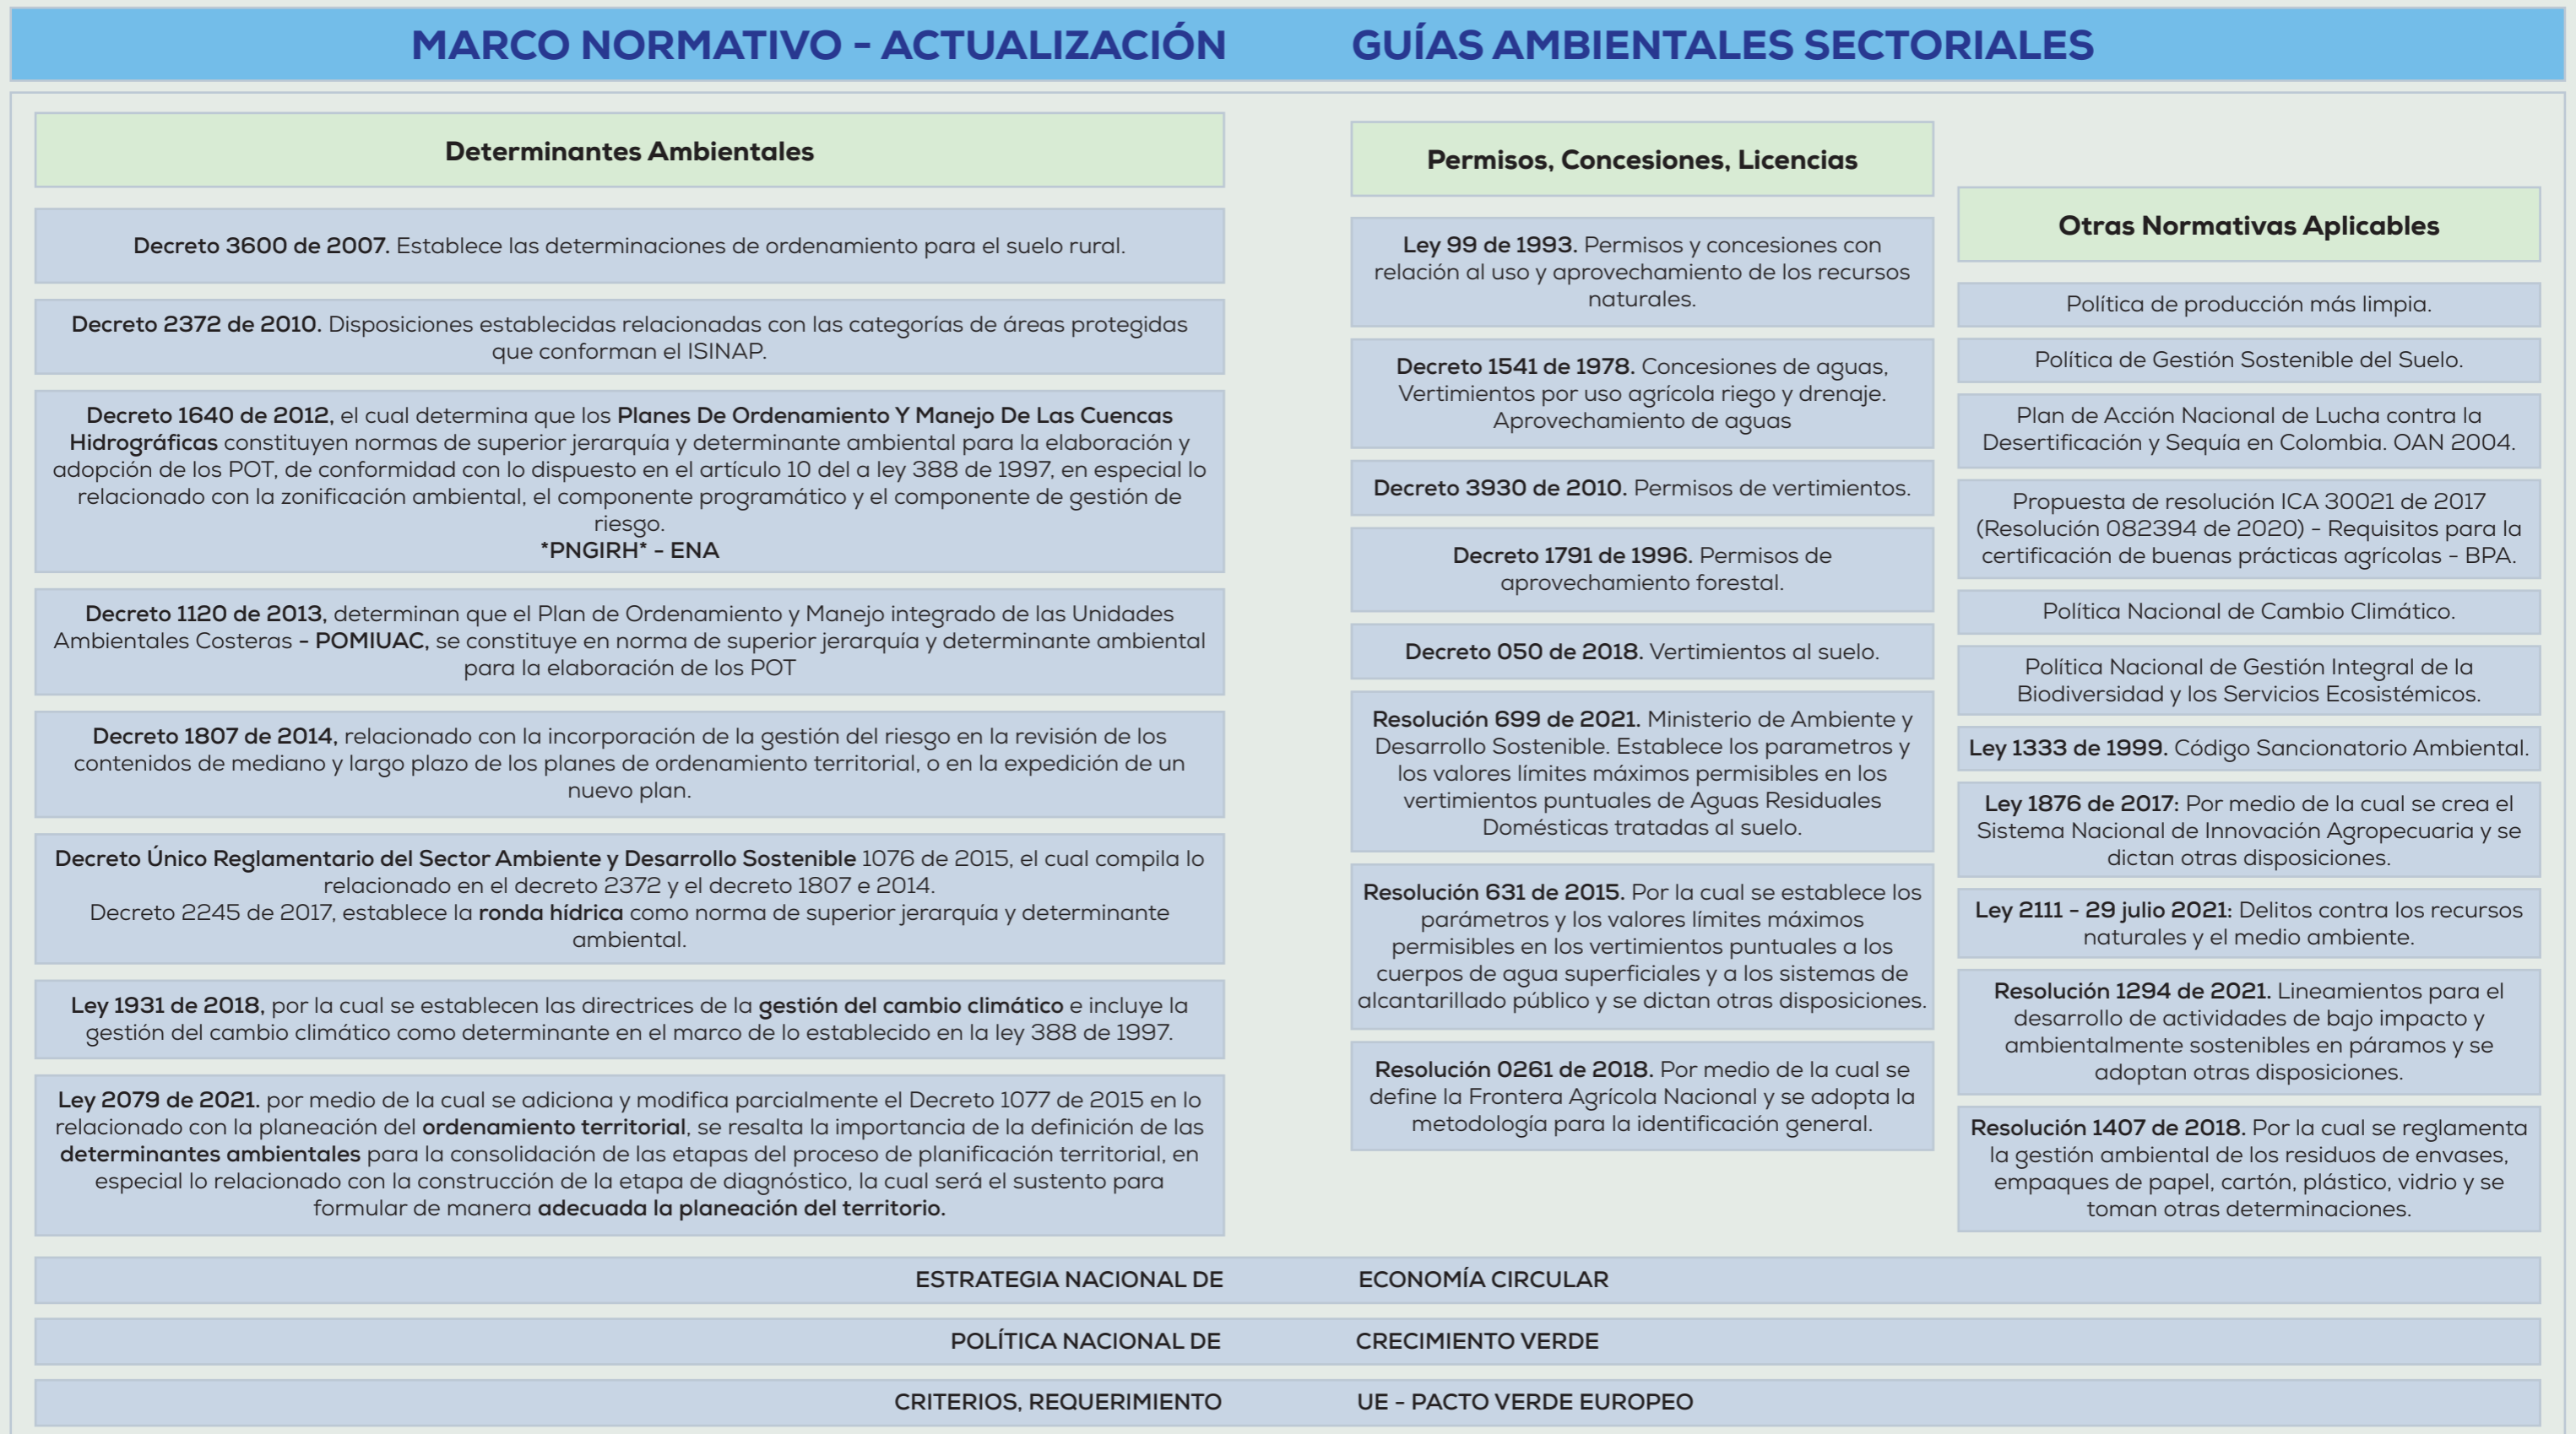 MARCO NORMATIVO - ACTUALIZACIÓN GUÍAS AMBIENTALES SECTORIALES
Determinantes Ambientales
Decreto 3600 de 2007. Establece las determinaciones de ordenamiento para el suelo rural.
Decreto 2372 de 2010. Disposiciones establecidas relacionadas con las categorías de áreas protegidas
que conforman el ISINAP.
Decreto 1640 de 2012, el cual determina que los Planes De Ordenamiento Y Manejo De Las Cuencas
Hidrográficas constituyen normas de superior jerarquía y determinante ambiental para la elaboración y
adopción de los POT, de conformidad con lo dispuesto en el artículo 10 del a ley 388 de 1997, en especial lo
relacionado con la zonificación ambiental, el componente programático y el componente de gestión de
riesgo.
*PNGIRH* - ENA
Decreto 1120 de 2013, determinan que el Plan de Ordenamiento y Manejo integrado de las Unidades
Ambientales Costeras - POMIUAC, se constituye en norma de superior jerarquía y determinante ambiental
para la elaboración de los POT
Decreto 1807 de 2014, relacionado con la incorporación de la gestión del riesgo en la revisión de los
contenidos de mediano y largo plazo de los planes de ordenamiento territorial, o en la expedición de un
nuevo plan.
Decreto Único Reglamentario del Sector Ambiente y Desarrollo Sostenible 1076 de 2015, el cual compila lo
relacionado en el decreto 2372 y el decreto 1807 e 2014.
Decreto 2245 de 2017, establece la ronda hídrica como norma de superior jerarquía y determinante
ambiental.
Ley 1931 de 2018, por la cual se establecen las directrices de la gestión del cambio climático e incluye la
gestión del cambio climático como determinante en el marco de lo establecido en la ley 388 de 1997.
Ley 2079 de 2021. por medio de la cual se adiciona y modifica parcialmente el Decreto 1077 de 2015 en lo
relacionado con la planeación del ordenamiento territorial, se resalta la importancia de la definición de las
determinantes ambientales para la consolidación de las etapas del proceso de planificación territorial, en
especial lo relacionado con la construcción de la etapa de diagnóstico, la cual será el sustento para
formular de manera adecuada la planeación del territorio.
Permisos, Concesiones, Licencias
Ley 99 de 1993. Permisos y concesiones con
relación al uso y aprovechamiento de los recursos
naturales.
Decreto 1541 de 1978. Concesiones de aguas,
Vertimientos por uso agrícola riego y drenaje.
Aprovechamiento de aguas
Decreto 3930 de 2010. Permisos de vertimientos.
Decreto 1791 de 1996. Permisos de
aprovechamiento forestal.
Decreto 050 de 2018. Vertimientos al suelo.
Resolución 699 de 2021. Ministerio de Ambiente y
Desarrollo Sostenible. Establece los parametros y
los valores límites máximos permisibles en los
vertimientos puntuales de Aguas Residuales
Domésticas tratadas al suelo.
Resolución 631 de 2015. Por la cual se establece los
parámetros y los valores límites máximos
permisibles en los vertimientos puntuales a los
cuerpos de agua superficiales y a los sistemas de
alcantarillado público y se dictan otras disposiciones.
Resolución 0261 de 2018. Por medio de la cual se
define la Frontera Agrícola Nacional y se adopta la
metodología para la identificación general.
Otras Normativas Aplicables
Política de producción más limpia.
Política de Gestión Sostenible del Suelo.
Plan de Acción Nacional de Lucha contra la
Desertificación y Sequía en Colombia. OAN 2004.
Propuesta de resolución ICA 30021 de 2017
(Resolución 082394 de 2020) - Requisitos para la
certificación de buenas prácticas agrícolas - BPA.
Política Nacional de Cambio Climático.
Política Nacional de Gestión Integral de la
Biodiversidad y los Servicios Ecosistémicos.
Ley 1333 de 1999. Código Sancionatorio Ambiental.
Ley 1876 de 2017: Por medio de la cual se crea el
Sistema Nacional de Innovación Agropecuaria y se
dictan otras disposiciones.
Ley 2111 - 29 julio 2021: Delitos contra los recursos
naturales y el medio ambiente.
Resolución 1294 de 2021. Lineamientos para el
desarrollo de actividades de bajo impacto y
ambientalmente sostenibles en páramos y se
adoptan otras disposiciones.
Resolución 1407 de 2018. Por la cual se reglamenta
la gestión ambiental de los residuos de envases,
empaques de papel, cartón, plástico, vidrio y se
toman otras determinaciones.
ESTRATEGIA NACIONAL DE ECONOMÍA CIRCULAR
POLÍTICA NACIONAL DE CRECIMIENTO VERDE
CRITERIOS, REQUERIMIENTO UE - PACTO VERDE EUROPEO